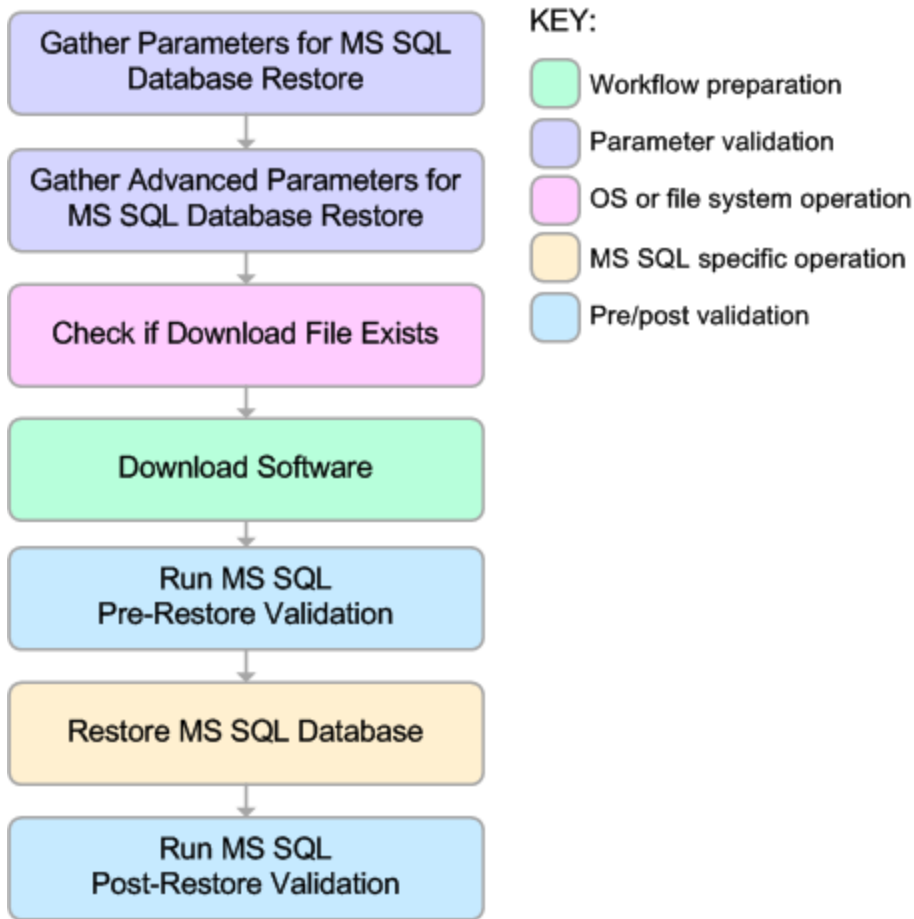 Gather Parameters for MS SQL
Database Restore
Gather Advanced Parameters for
MS SQL Database Restore
Check if Download File Exists
Download Software
Run MS SQL
Pre-Restore Validation
Restore MS SQL Database
Run MS SQL
Post-Restore Validation
KEY:
Workflow preparation
Parameter validation
OS or file system operation
MS SQL specific operation
Pre/post validation